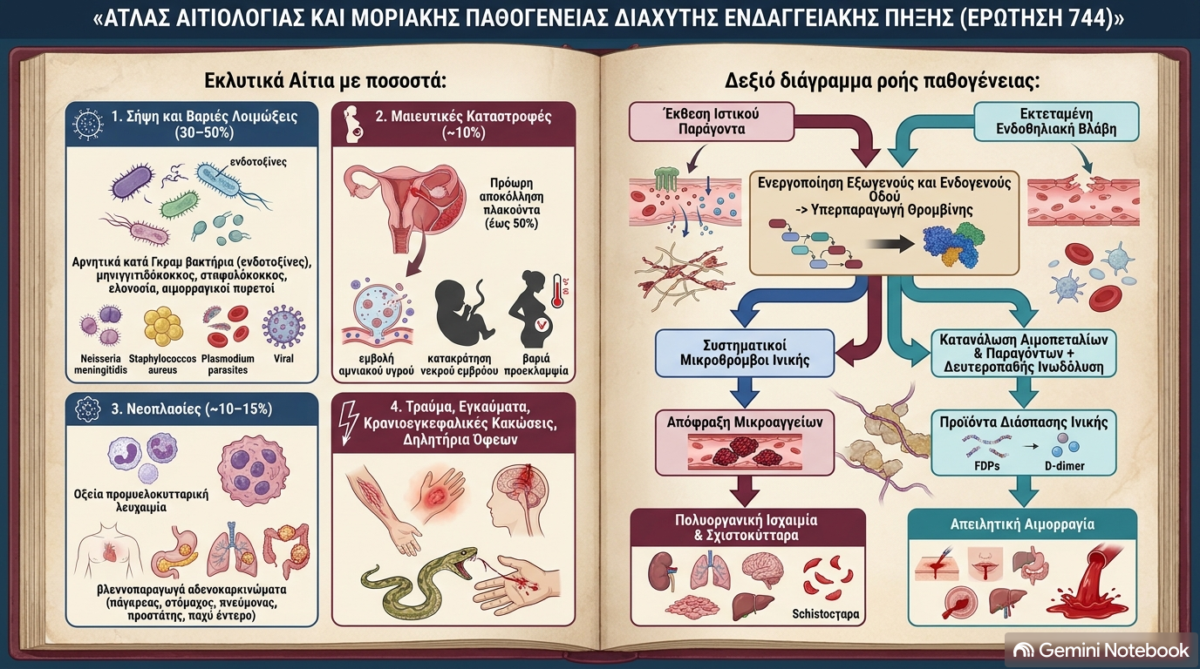 «ΑΤΛΑΣ ΑΙΤΙΟΛΟΓΙΑΣ ΚΑΙ ΜΟΡΙΑΚΗΣ ΠΑΘΟΓΕΝΕΙΑΣ ΔΙΑΧΥΤΗΣ ΕΝΔΑΓΓΕΙΑΚΗΣ ΠΗΞΗΣ (ΕΡΩΤΗΣΗ 744)»
Εκλυτικά Αίτια με ποσοστά:
1. Σήψη και Βαριές Λοιμώξεις
(30–50%)
ενδοτοξίνες
Αρνητικά κατά Γκραμ βακτήρια (ενδοτοξίνες),
μηνιγγιτιδόκοκκος, σταφυλόκοκκος,
ελονοσία, αιμορραγικοί πυρετοί
Neisseria
meningitidis
Staphylococcos
aureus
Plasmodium
parasites
Viral
2. Μαιευτικές Καταστροφές
(~10%)
Πρόωρη
αποκόλληση
πλακούντα
(έως 50%)
εμβολή
αμνιακού υγρού
κατακράτηση
νεκρού εμβρύου
βαριά
προεκλαμψία
3. Νεοπλασίες (~10–15%)
Οξεία προμυελοκυτταρική
λευχαιμία
βλεννοπαραγωγά αδενοκαρκινώματα
(πάγκρεας, στόμαχος, πνεύμονας,
προστάτης, παχύ έντερο)
4. Τραύμα, Εγκαύματα,
Κρανιοεγκεφαλικές Κακώσεις,
Δηλητήρια Όφεων
Δεξιό διάγραμμα ροής παθογένειας:
Έκθεση Ιστικού
Παράγοντα
Εκτεταμένη
Ενδοθηλιακή Βλάβη
Ενεργοποίηση Εξωγενούς και Ενδογενούς
Οδού
-> Υπερπαραγωγή Θρομβίνης
Συστηματικοί
Μικροθρόμβοι Ινικής
Κατανάλωση Αιμοπεταλίων
& Παραγόντων +
Δευτεροπαθής Ινωδόλυση
Απόφραξη Μικροαγγείων
Προϊόντα Διάσπασης Ινικής
FDPs
D-dimer
Πολυοργανική Ισχαιμία
& Σχιστοκύτταρα
Schistocταρα
Απειλητική Αιμορραγία
Gemini Notebook